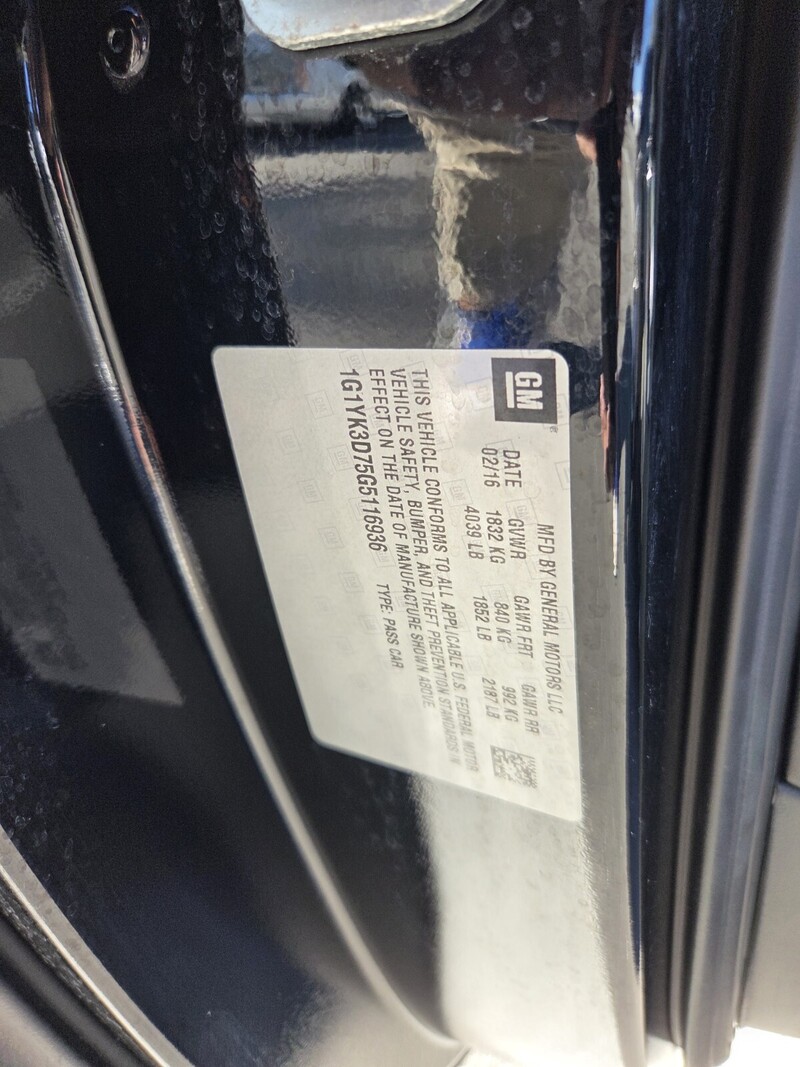 GM
MFD BY GENERAL MOTORS LLC
DATE GVWR GAWR FRT GAWR RR
02/16 1832 KG 840 KG 992 KG
4039 LB 1852 LB 2187 LB
THIS VEHICLE CONFORMS TO ALL APPLICABLE U.S. FEDERAL MOTOR
VEHICLE SAFETY, BUMPER, AND THEFT PREVENTION STANDARDS IN
EFFECT ON THE DATE OF MANUFACTURE SHOWN ABOVE.
1G1YK3D75G5116936 TYPE: PASS CAR